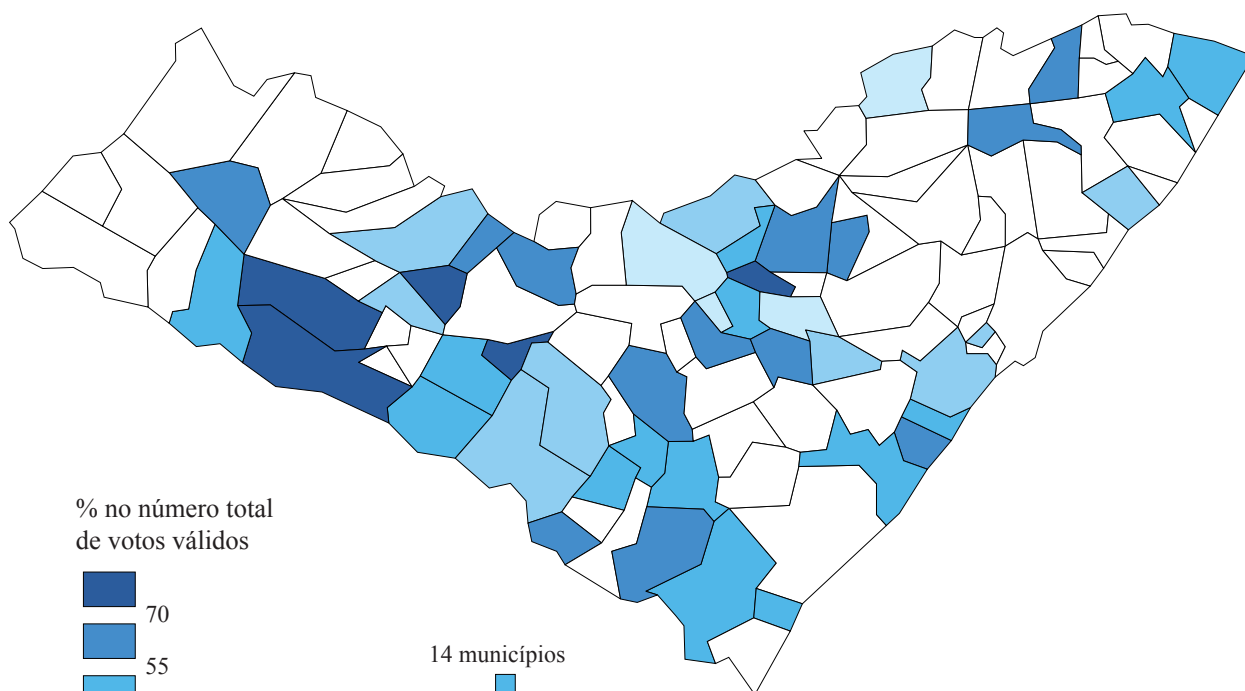 % no número total
de votos válidos
70
55
14 municípios